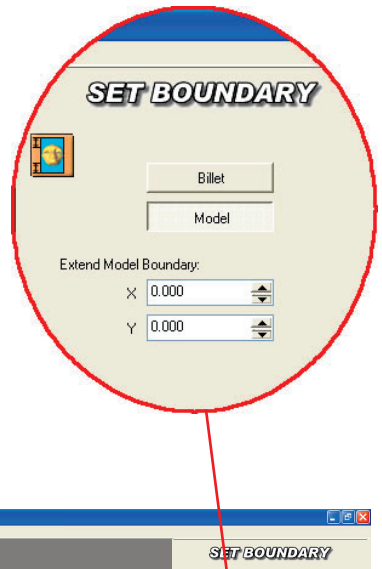 SET BOUNDARY
Billet
Model
Extend Model Boundary:
X 0.000
Y 0.000
SET BOUNDARY